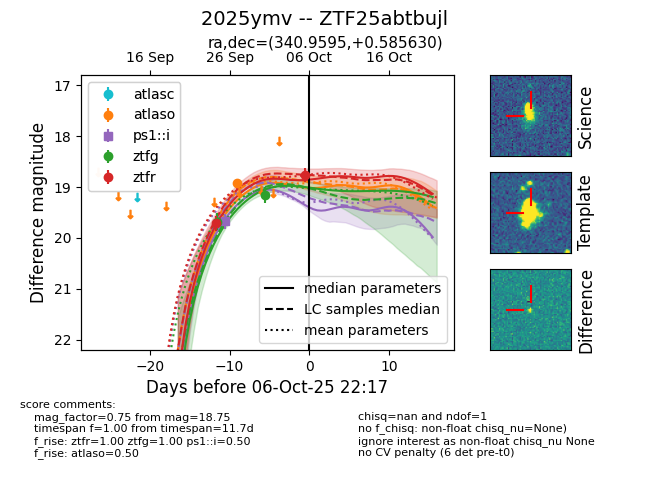 2025ymv -- ZTF25abtbujl
ra,dec=(340.9595,+0.585630)
16 Sep 26 Sep 06 Oct 16 Oct
17
18
19
20
21
22
Difference magnitude
atlasc
atlaso
ps1::i
ztfg
ztfr
median parameters
LC samples median
mean parameters
−20 −10 0 10
Days before 06-Oct-25 22:17
Science
Template
Difference
score comments:
mag_factor=0.75 from mag=18.75
timespan f=1.00 from timespan=11.7d
f_rise: ztfr=1.00 ztfg=1.00 ps1::i=0.50
f_rise: atlaso=0.50
chisq=nan and ndof=1
no f_chisq: non-float chisq_nu=None)
ignore interest as non-float chisq_nu None
no CV penalty (6 det pre-t0)